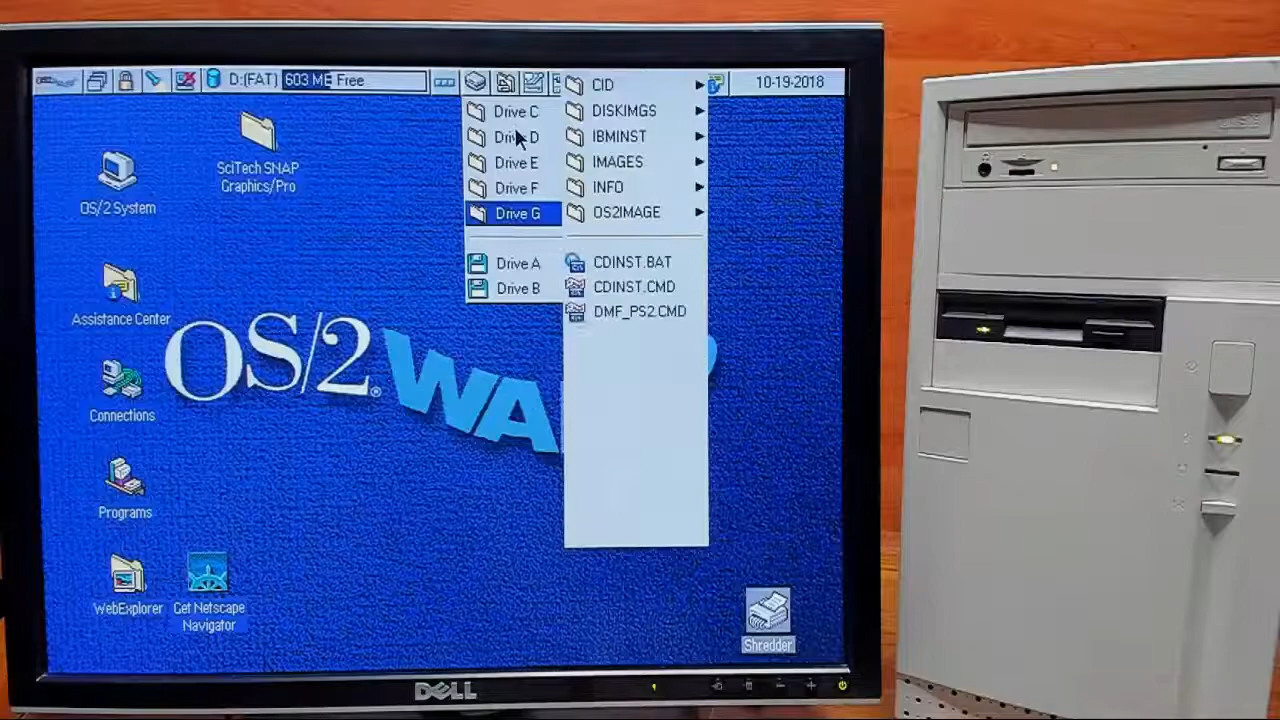 D:(FAT) 603 ME Free
10-19-2018
CID
DISKIMGS
IBMINST
IMAGES
INFO
OS2IMAGE
CDINST.BAT
CDINST.CMD
DMF_PS2.CMD
Drive C
Drive D
Drive E
Drive F
Drive G
Drive A
Drive B
SciTech SNAP
Graphics/Pro
OS/2 System
Assistance Center
Connections
Programs
WebExplorer
Get Netscape
Navigator
Shredder
OS/2® WA
DELL